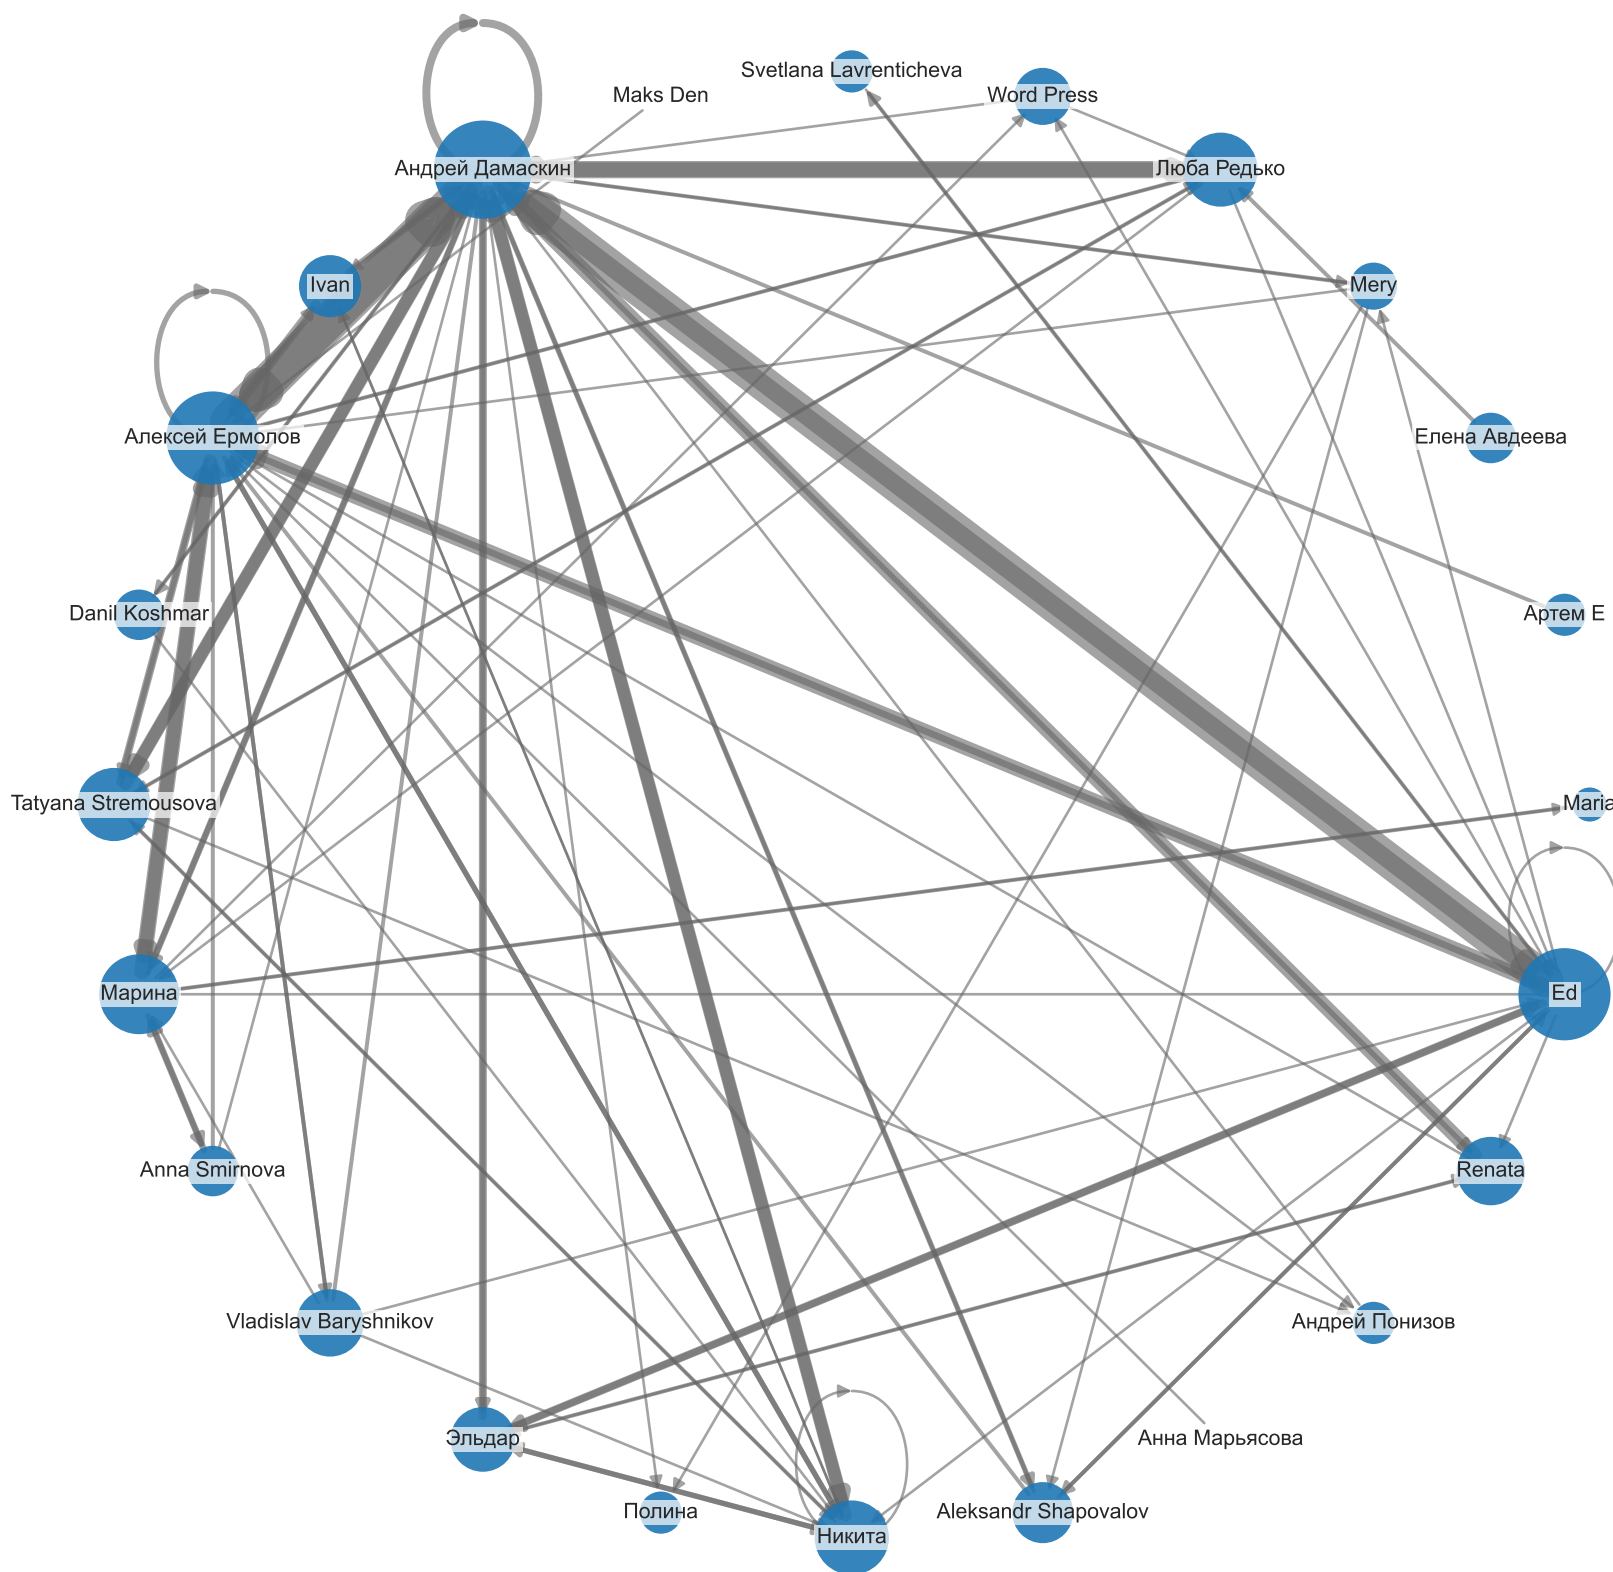 Svetlana Lavrenticheva
Maks Den
Word Press
Андрей Дамаскин
Люба Редько
Ivan
Mery
Алексей Ермолов
Елена Авдеева
Danil Koshmar
Артем Е
Tatyana Stremousova
Maria
Марина
Ed
Anna Smirnova
Renata
Vladislav Baryshnikov
Андрей Понизов
Эльдар
Анна Марьясова
Полина
Aleksandr Shapovalov
Никита